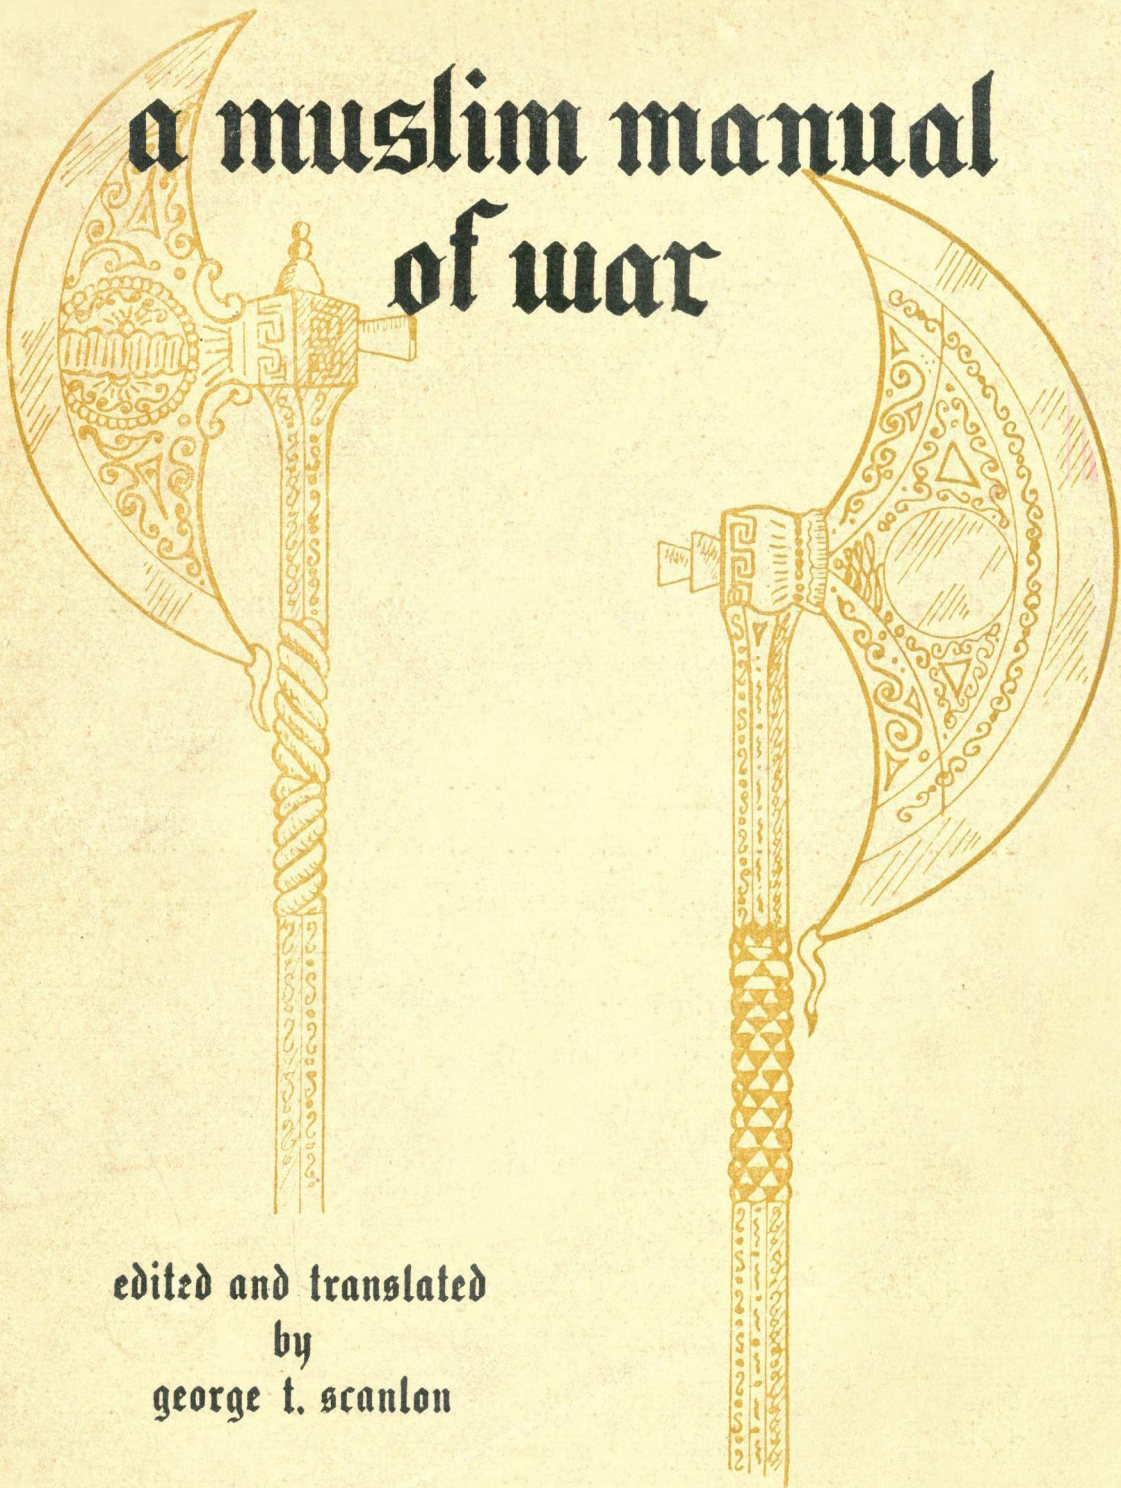 a muslim manual
of war
edited and translated
by
george t. scanlon